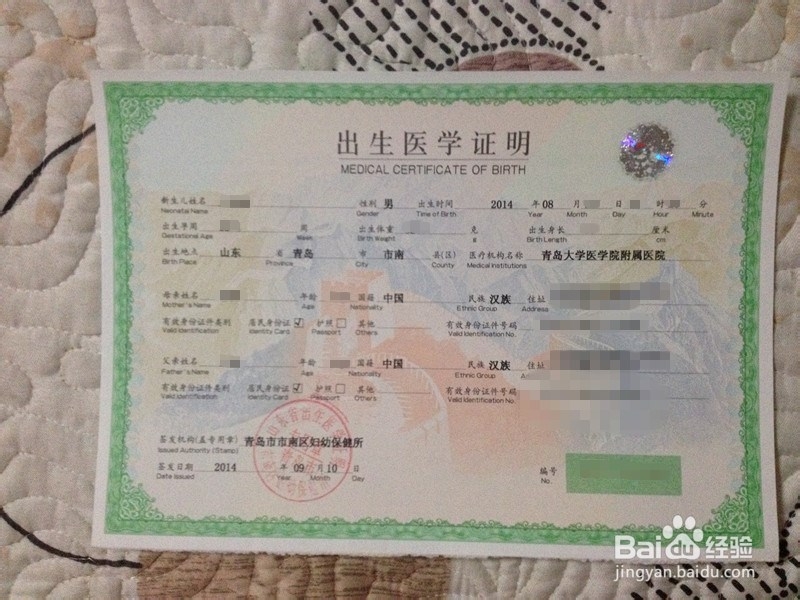 出生医学证明
MEDICAL CERTIFICATE OF BIRTH
新生儿姓名 性别 男 出生时间 2014 年 08 月 日 时 分
Neonatal Name Gender Time of Birth Year Month Day Hour Minute
出生孕周 周 出生体重 克 出生身长 厘米
Gestational Age Week Birth Weight g Birth Length cm
出生地点 山东 省 青岛 市 市南 县(区) 医疗机构名称 青岛大学医学院附属医院
Birth Place Province City County Medical Institutions
母亲姓名 年龄 国籍 中国 民族 汉族 住址
Mother's Name Age Nationality Ethnic Group Address
有效身份证件类别 居民身份证 护照 其他 有效身份证件号码
Valid Identification Identity Card Passport Others Valid Identification No.
父亲姓名 年龄 国籍 中国 民族 汉族 住址
Father's Name Age Nationality Ethnic Group
有效身份证件类别 居民身份证 护照 其他 有效身份证件号码
Valid Identification Identity Card Passport Others Valid Identification No.
签发机构(盖专用章) 青岛市市南区妇幼保健所
Issued Authority (Stamp)
签发日期 2014 年 09 月 10 日 编号
Date Issued Year Month Day No.
Bai du 经验
jingyan.baidu.com